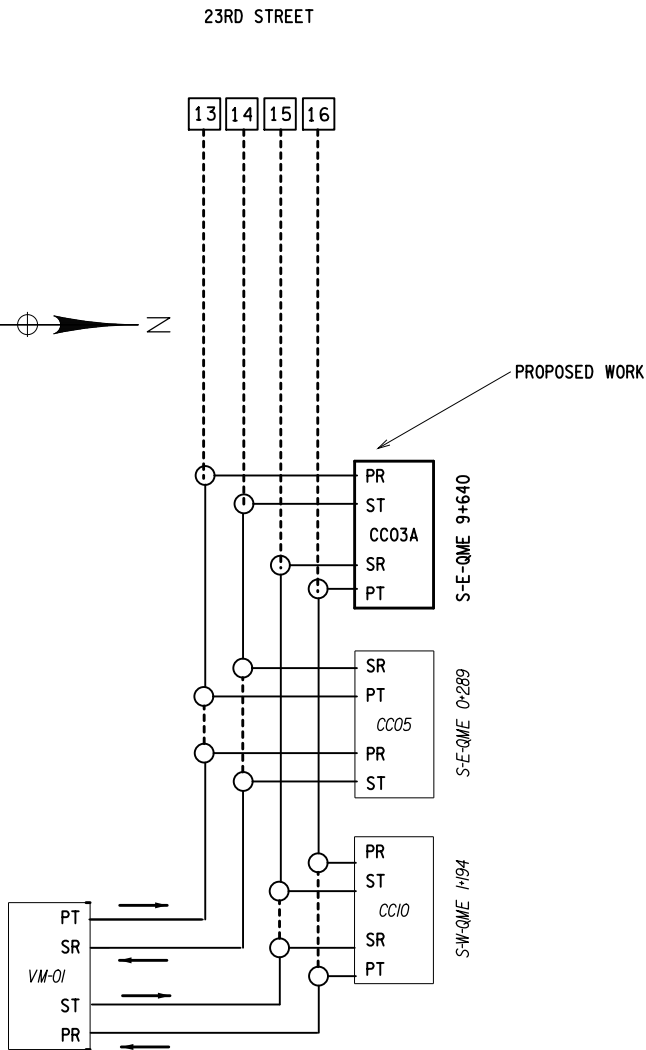 23RD STREET
13 14 15 16
N
PROPOSED WORK
PR
ST
CC03A
SR
PT
S-E-QME 9+640
SR
PT
CC05
PR
ST
S-E-QME 0+289
PR
ST
CC10
SR
PT
S-W-QME 1+194
PT
SR
VM-01
ST
PR